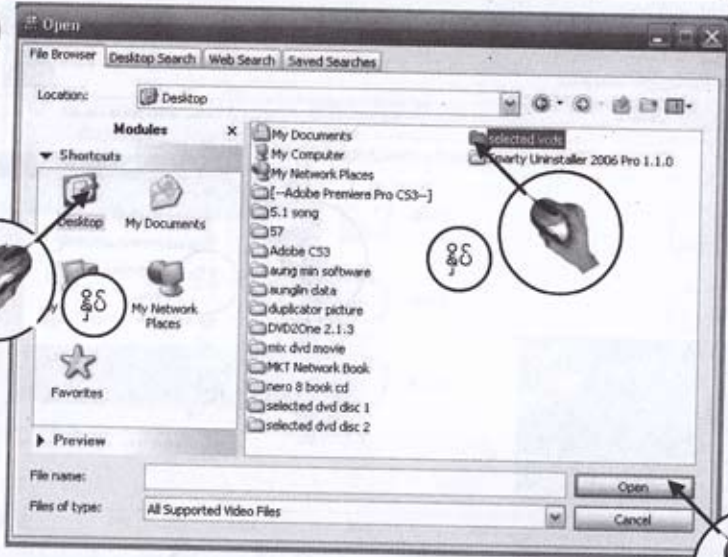 Open
File Browser Desktop Search Web Search Saved Searches
Location: Desktop
Modules
Shortcuts
Desktop My Documents
My Network Places
Favorites
Preview
My Documents
My Computer
My Network Places
[--Adobe Premiere Pro CS3--]
5.1 song
57
Adobe CS3
aung min software
aunglin data
duplicator picture
DVD2One 2.1.3
mix dvd movie
MKT Network Book
nero 8 book cd
selected dvd disc 1
selected dvd disc 2
selected vcds
Smarty Uninstaller 2006 Pro 1.1.0
နှိပ်
နှိပ်
File name: Open
Files of type: All Supported Video Files Cancel